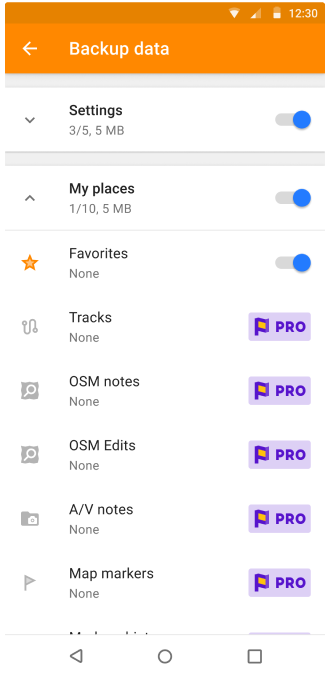 12:30
Backup data
Settings
3/5, 5 MB
My places
1/10, 5 MB
Favorites
None
Tracks
None
PRO
OSM notes
None
PRO
OSM Edits
None
PRO
A/V notes
None
PRO
Map markers
None
PRO